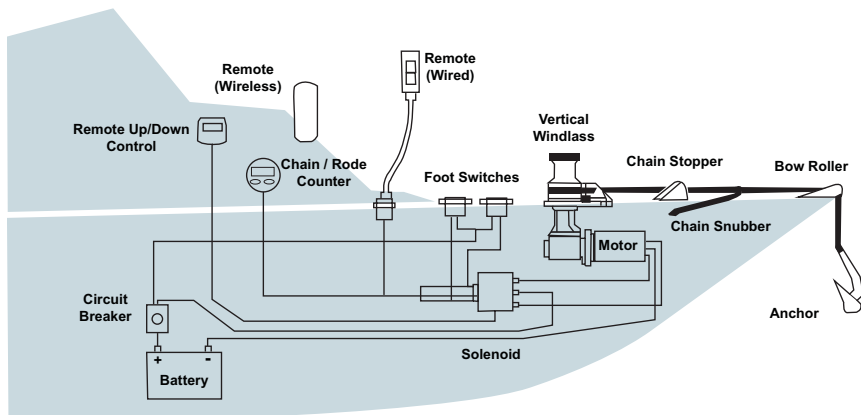 Remote
(Wireless)
Remote
(Wired)
Remote Up/Down
Control
Chain / Rode
Counter
Foot Switches
Vertical
Windlass
Chain Stopper
Bow Roller
Chain Snubber
Motor
Circuit
Breaker
Anchor
Solenoid
+ -
Battery